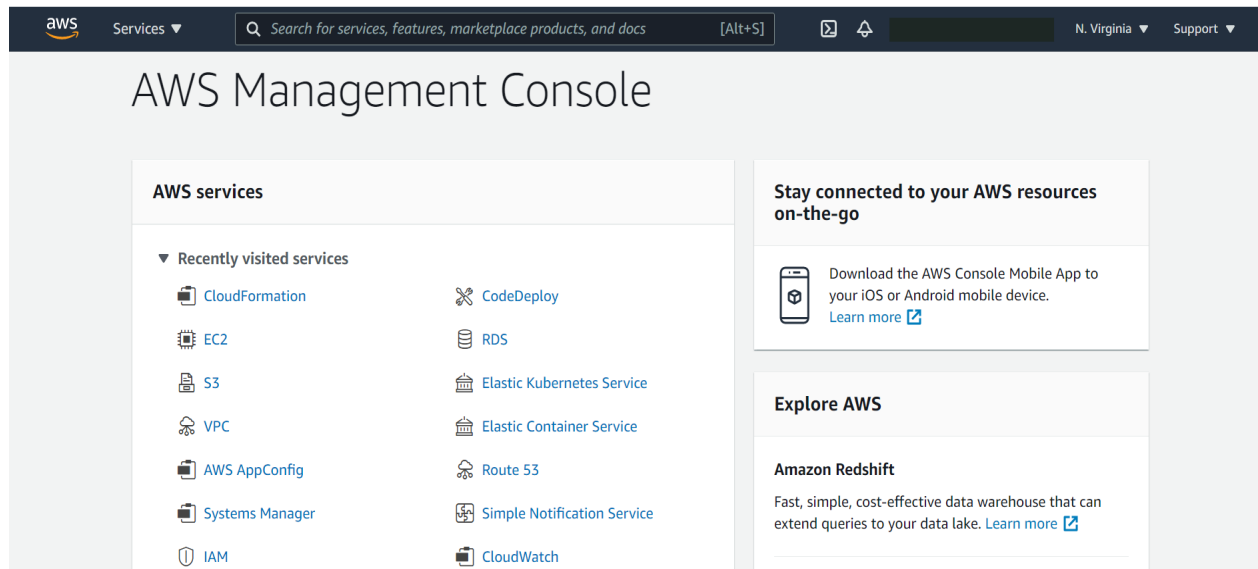 aws
Services ▼
Search for services, features, marketplace products, and docs [Alt+S]
N. Virginia ▼
Support ▼
AWS Management Console
AWS services
▼ Recently visited services
CloudFormation
EC2
S3
VPC
AWS AppConfig
Systems Manager
IAM
CodeDeploy
RDS
Elastic Kubernetes Service
Elastic Container Service
Route 53
Simple Notification Service
CloudWatch
Stay connected to your AWS resources
on-the-go
Download the AWS Console Mobile App to
your iOS or Android mobile device.
Learn more
Explore AWS
Amazon Redshift
Fast, simple, cost-effective data warehouse that can
extend queries to your data lake. Learn more